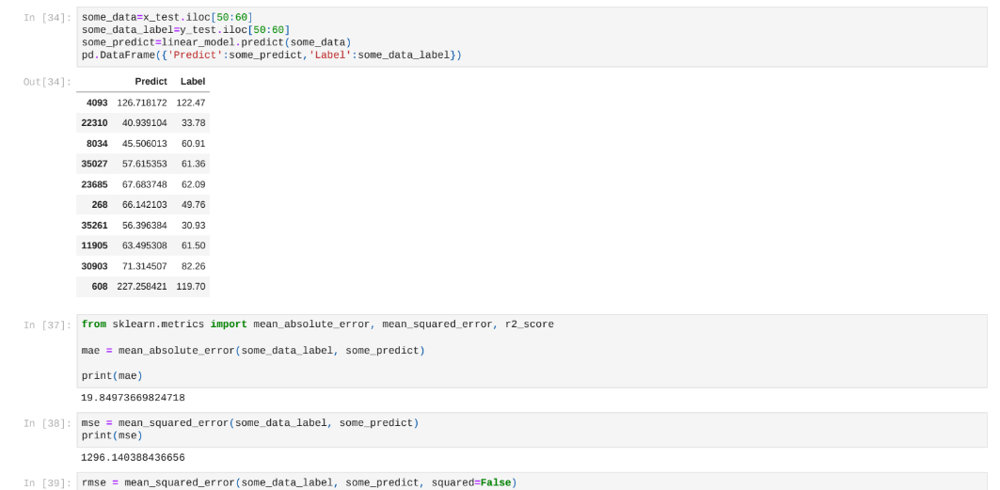 In [34]: some_data=x_test.iloc[50:60]
some_data_label=y_test.iloc[50:60]
some_predict=linear_model.predict(some_data)
pd.DataFrame({'Predict':some_predict,'Label':some_data_label})
Out[34]: Predict Label
4093 126.718172 122.47
22310 40.939104 33.78
8034 45.506013 60.91
35027 57.615353 61.36
23685 67.683748 62.09
268 66.142103 49.76
35261 56.396384 30.93
11905 63.495308 61.50
30903 71.314507 82.26
608 227.258421 119.70
In [37]: from sklearn.metrics import mean_absolute_error, mean_squared_error, r2_score
mae = mean_absolute_error(some_data_label, some_predict)
print(mae)
19.84973669824718
In [38]: mse = mean_squared_error(some_data_label, some_predict)
print(mse)
1296.140388436656
In [39]: rmse = mean_squared_error(some_data_label, some_predict, squared=False)